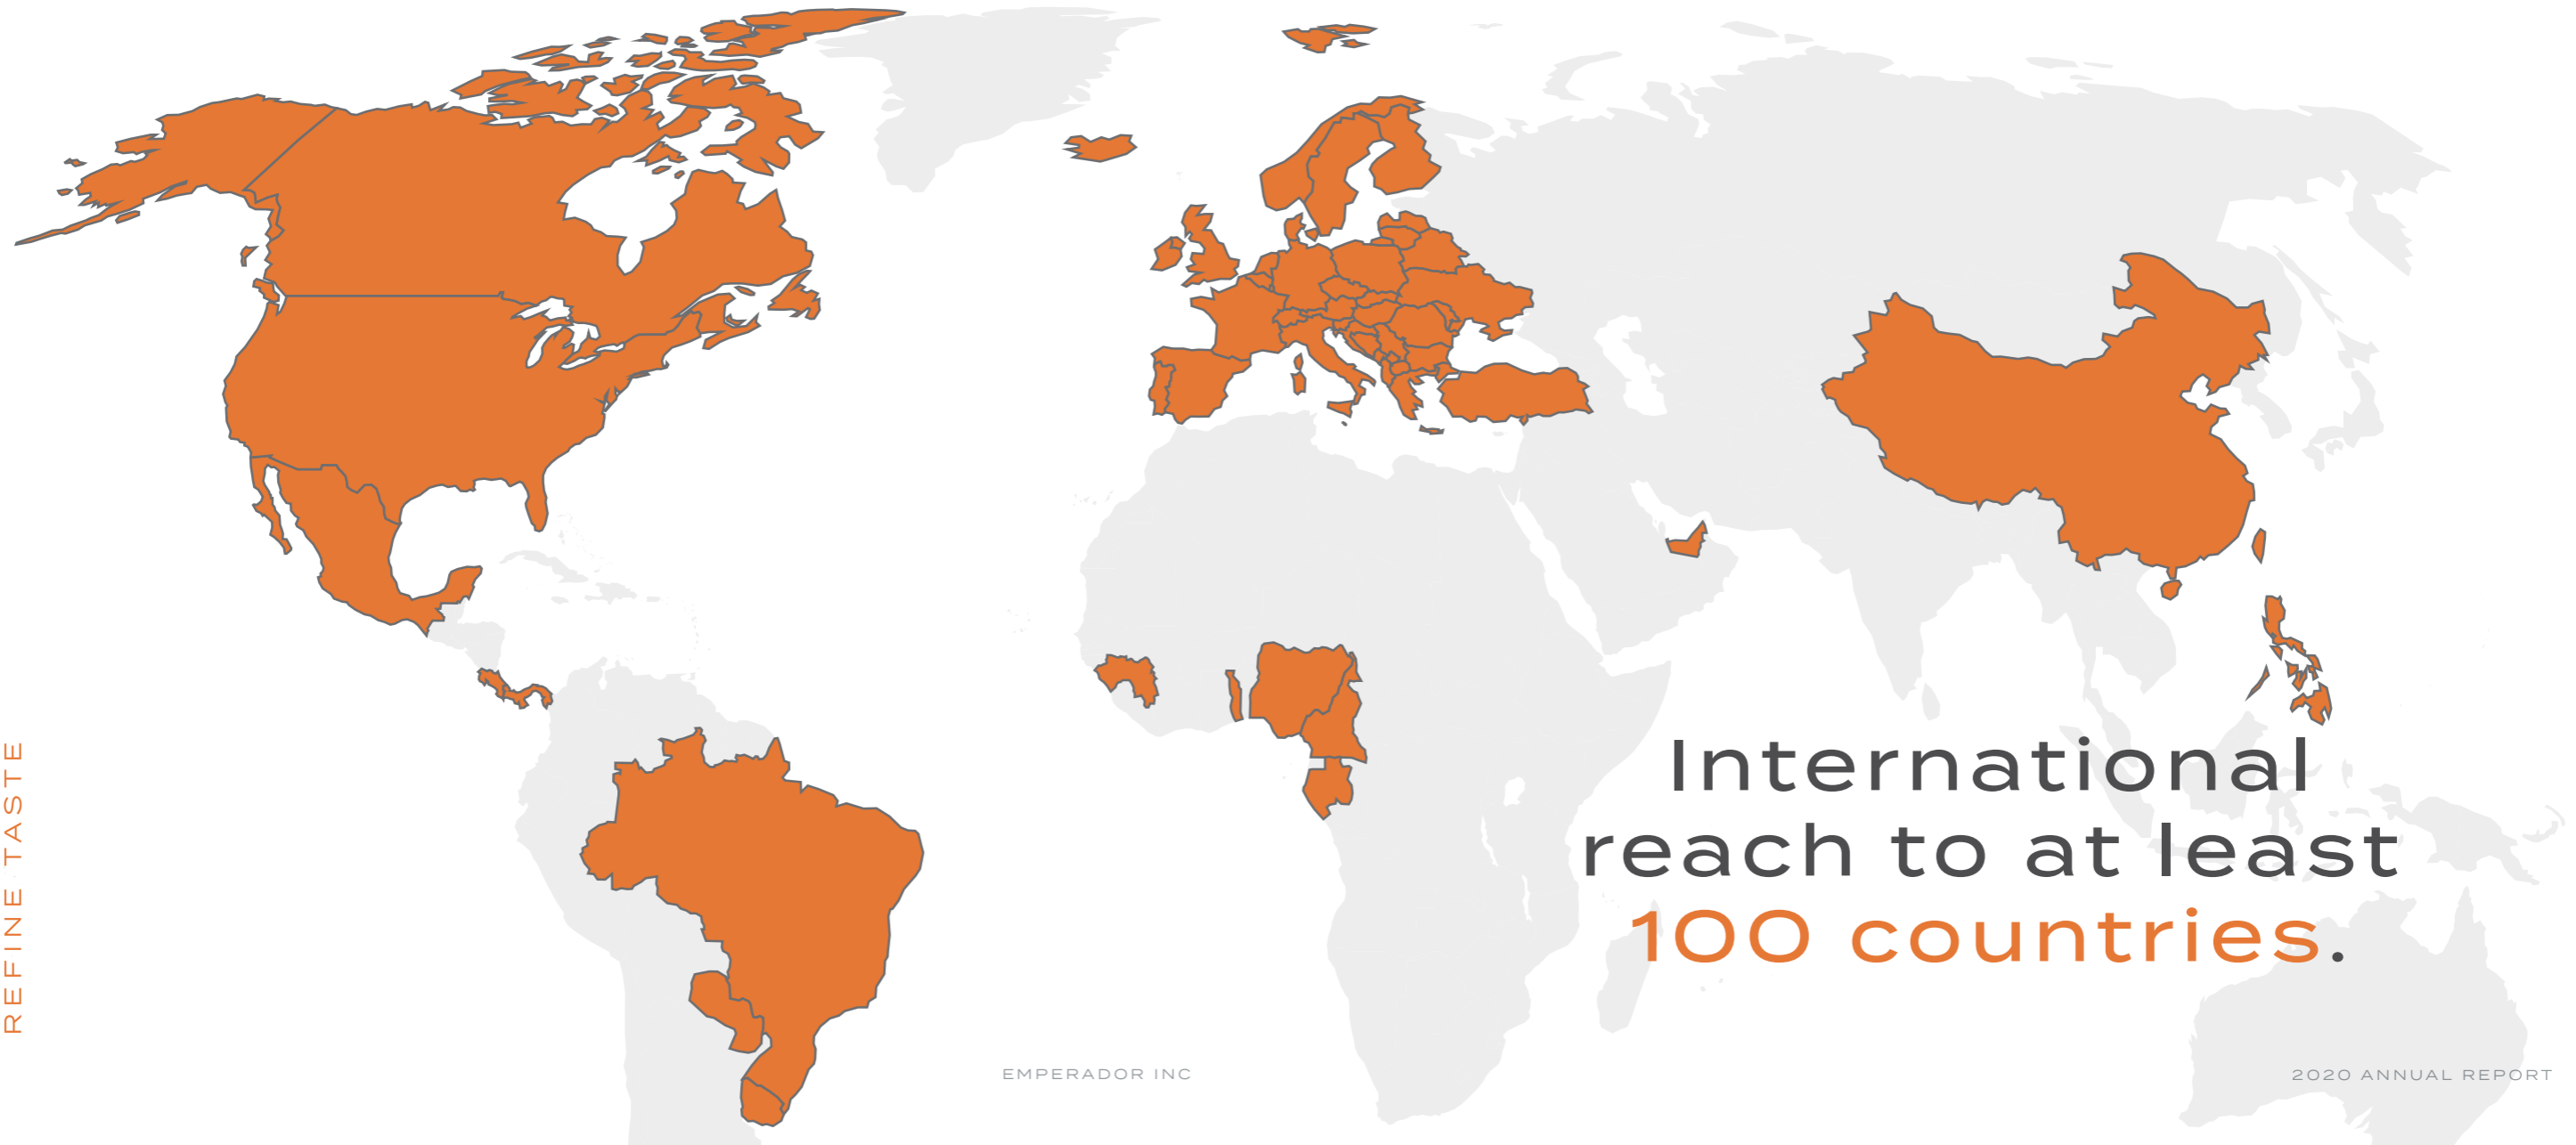 REFINE TASTE
International
reach to at least
100 countries.
EMPERADOR INC
2020 ANNUAL REPORT